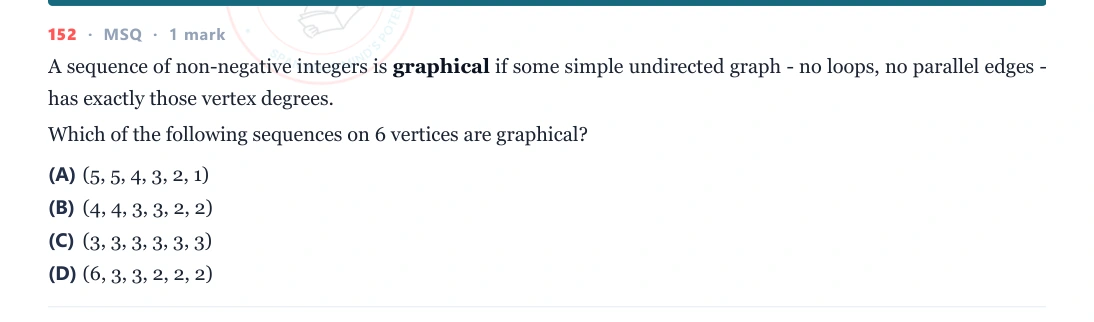 152 · MSQ · 1 mark
A sequence of non-negative integers is graphical if some simple undirected graph - no loops, no parallel edges -
has exactly those vertex degrees.
Which of the following sequences on 6 vertices are graphical?
(A) (5, 5, 4, 3, 2, 1)
(B) (4, 4, 3, 3, 2, 2)
(C) (3, 3, 3, 3, 3, 3)
(D) (6, 3, 3, 2, 2, 2)